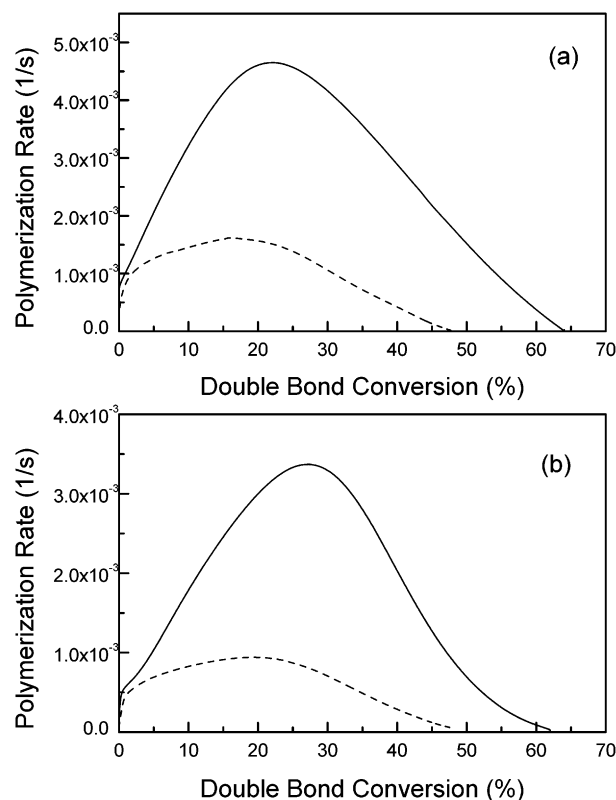 (a)
Polymerization Rate (1/s)
5.0x10⁻³
4.0x10⁻³
3.0x10⁻³
2.0x10⁻³
1.0x10⁻³
0.0
0 10 20 30 40 50 60 70
Double Bond Conversion (%)
(b)
Polymerization Rate (1/s)
4.0x10⁻³
3.0x10⁻³
2.0x10⁻³
1.0x10⁻³
0.0
0 10 20 30 40 50 60 70
Double Bond Conversion (%)